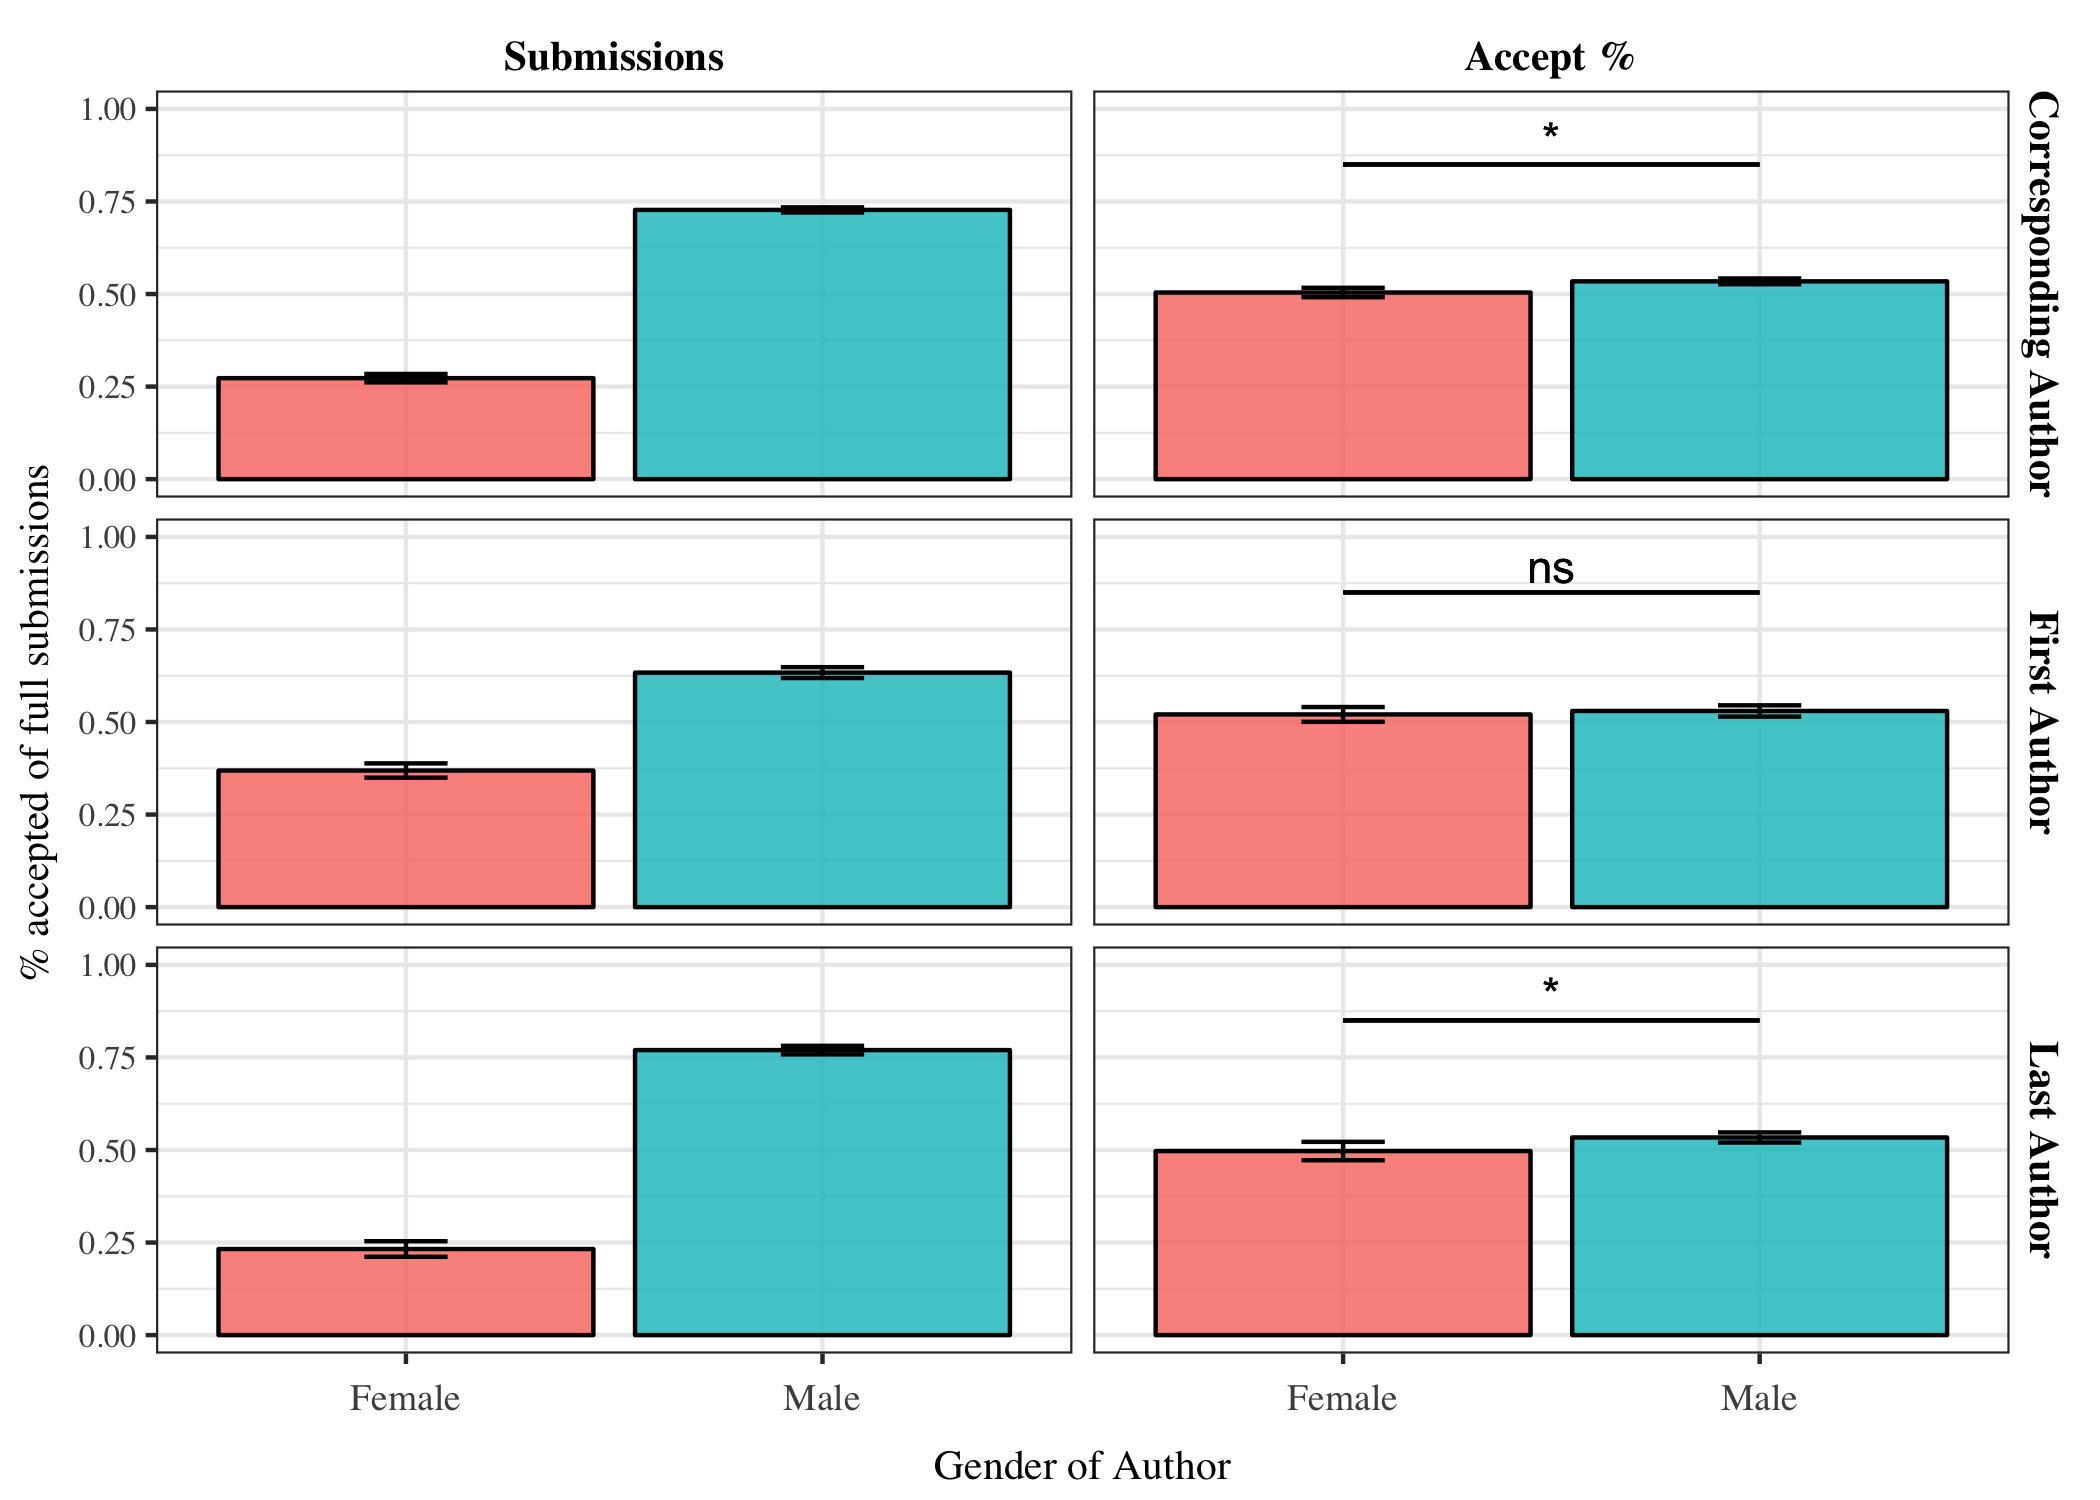 Submissions
Accept %
1.00
0.75
0.50
0.25
0.00
*
Corresponding Author
1.00
0.75
0.50
0.25
0.00
ns
First Author
1.00
0.75
0.50
0.25
0.00
*
Last Author
% accepted of full submissions
Female
Male
Female
Male
Gender of Author